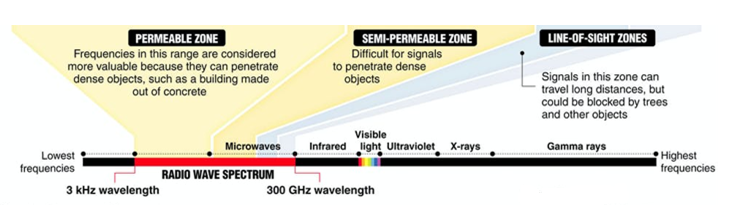 PERMEABLE ZONE
Frequencies in this range are considered
more valuable because they can penetrate
dense objects, such as a building made
out of concrete
SEMI-PERMEABLE ZONE
Difficult for signals
to penetrate dense
objects
LINE-OF-SIGHT ZONES
Signals in this zone can
travel long distances, but
could be blocked by trees
and other objects
Lowest
frequencies
Microwaves
Infrared
Visible
light
Ultraviolet
X-rays
Gamma rays
Highest
frequencies
RADIO WAVE SPECTRUM
3 kHz wavelength
300 GHz wavelength